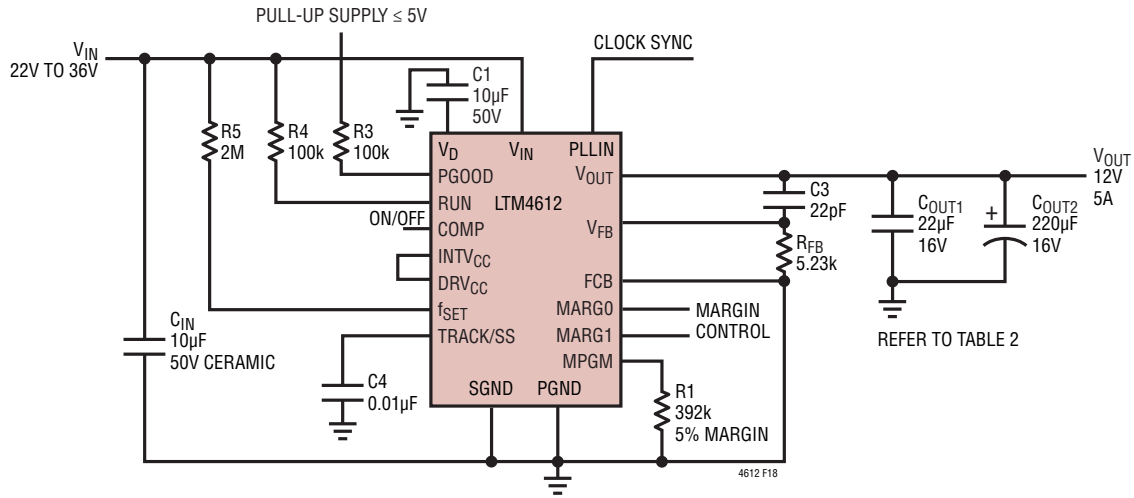 PULL-UP SUPPLY ≤ 5V
VIN
22V TO 36V
CLOCK SYNC
C1
10µF
50V
R5
2M
R4
100k
R3
100k
VD
VIN
PLLIN
PGOOD
VOUT
RUN
LTM4612
ON/OFF
COMP
VFB
INTVCC
DRVCC
FCB
fSET
MARG0
TRACK/SS
MARG1
MPGM
SGND
PGND
C3
22pF
RFB
5.23k
COUT1
22µF
16V
+
COUT2
220µF
16V
VOUT
12V
5A
MARGIN
CONTROL
REFER TO TABLE 2
CIN
10µF
50V CERAMIC
C4
0.01µF
R1
392k
5% MARGIN
4612 F18